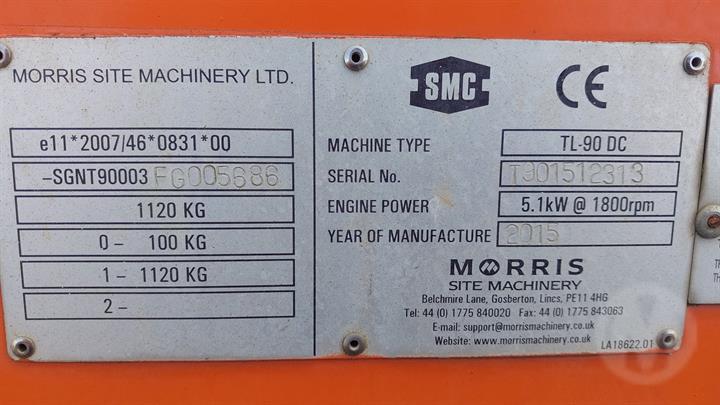 MORRIS SITE MACHINERY LTD.
e11*2007/46*0831*00
-SGNT90003 FG005686
1120 KG
0 - 100 KG
1 - 1120 KG
2 -
SMC CE
MACHINE TYPE TL-90 DC
SERIAL No. T901512313
ENGINE POWER 5.1kW @ 1800rpm
YEAR OF MANUFACTURE 2015
MORRIS
SITE MACHINERY
Belchmire Lane, Gosberton, Lincs, PE11 4HG
Tel: 44 (0) 1775 840020 Fax: 44 (0) 1775 843063
E-mail: support@morrismachinery.co.uk
Website: www.morrismachinery.co.uk
LA18622.01